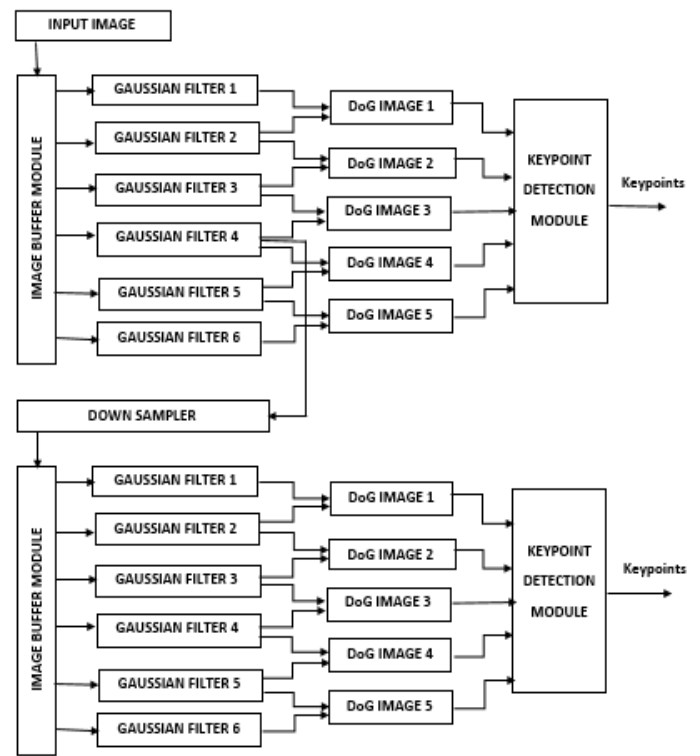 INPUT IMAGE
IMAGE BUFFER MODULE
GAUSSIAN FILTER 1
GAUSSIAN FILTER 2
GAUSSIAN FILTER 3
GAUSSIAN FILTER 4
GAUSSIAN FILTER 5
GAUSSIAN FILTER 6
DoG IMAGE 1
DoG IMAGE 2
DoG IMAGE 3
DoG IMAGE 4
DoG IMAGE 5
KEYPOINT
DETECTION
MODULE
Keypoints
DOWN SAMPLER
IMAGE BUFFER MODULE
GAUSSIAN FILTER 1
GAUSSIAN FILTER 2
GAUSSIAN FILTER 3
GAUSSIAN FILTER 4
GAUSSIAN FILTER 5
GAUSSIAN FILTER 6
DoG IMAGE 1
DoG IMAGE 2
DoG IMAGE 3
DoG IMAGE 4
DoG IMAGE 5
KEYPOINT
DETECTION
MODULE
Keypoints